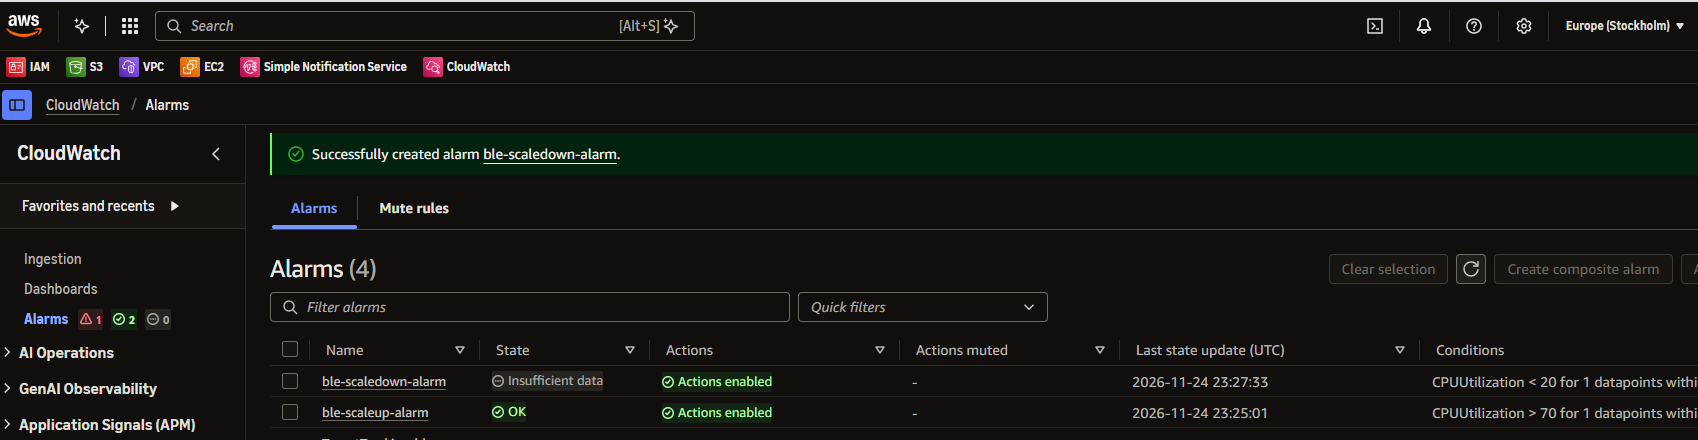 aws
Search [Alt+S]
Europe (Stockholm)
IAM S3 VPC EC2 Simple Notification Service CloudWatch
CloudWatch / Alarms
CloudWatch
Favorites and recents
Ingestion
Dashboards
Alarms 1 2 0
AI Operations
GenAI Observability
Application Signals (APM)
Successfully created alarm ble-scaledown-alarm.
Alarms Mute rules
Alarms (4)
Clear selection Create composite alarm
Filter alarms Quick filters
Name State Actions Actions muted Last state update (UTC) Conditions
ble-scaledown-alarm Insufficient data Actions enabled - 2026-11-24 23:27:33 CPUUtilization < 20 for 1 datapoints withi
ble-scaleup-alarm OK Actions enabled - 2026-11-24 23:25:01 CPUUtilization > 70 for 1 datapoints withi